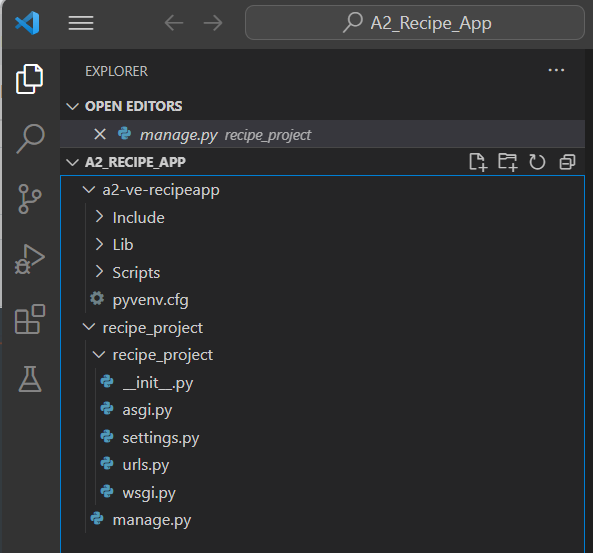 A2_Recipe_App
EXPLORER
OPEN EDITORS
manage.py recipe_project
A2_RECIPE_APP
a2-ve-recipeapp
Include
Lib
Scripts
pyvenv.cfg
recipe_project
recipe_project
__init__.py
asgi.py
settings.py
urls.py
wsgi.py
manage.py